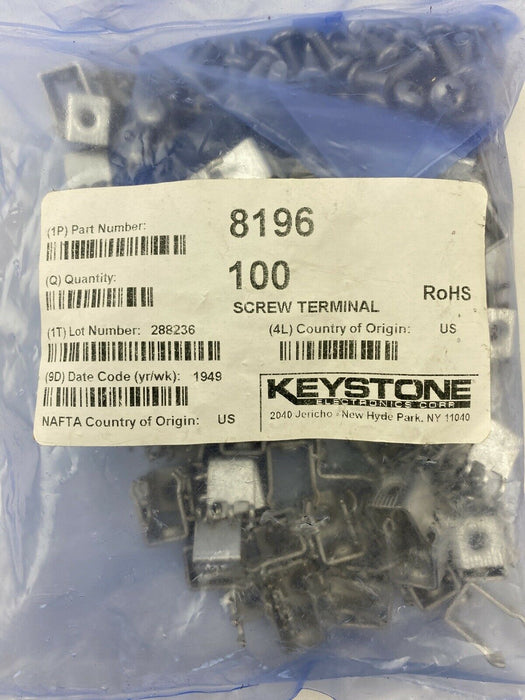 (1P) Part Number: 8196
(Q) Quantity: 100
SCREW TERMINAL
RoHS
(1T) Lot Number: 288236
(4L) Country of Origin: US
(9D) Date Code (yr/wk): 1949
KEYSTONE
ELECTRONICS CORP.
NAFTA Country of Origin: US
2040 Jericho - New Hyde Park, NY 11040